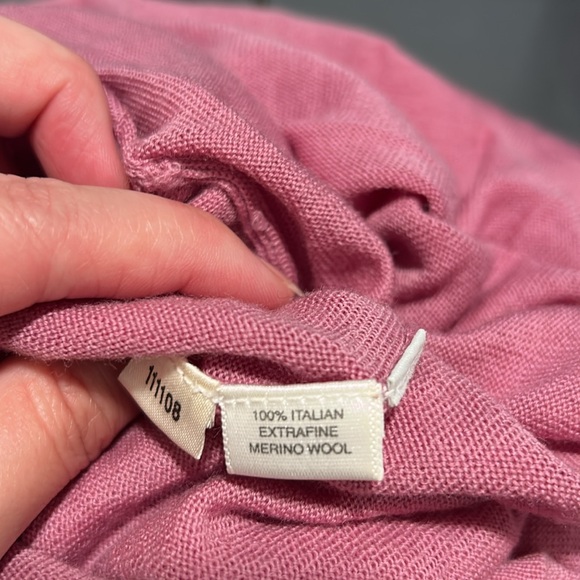 111108
100% ITALIAN
EXTRAFINE
MERINO WOOL